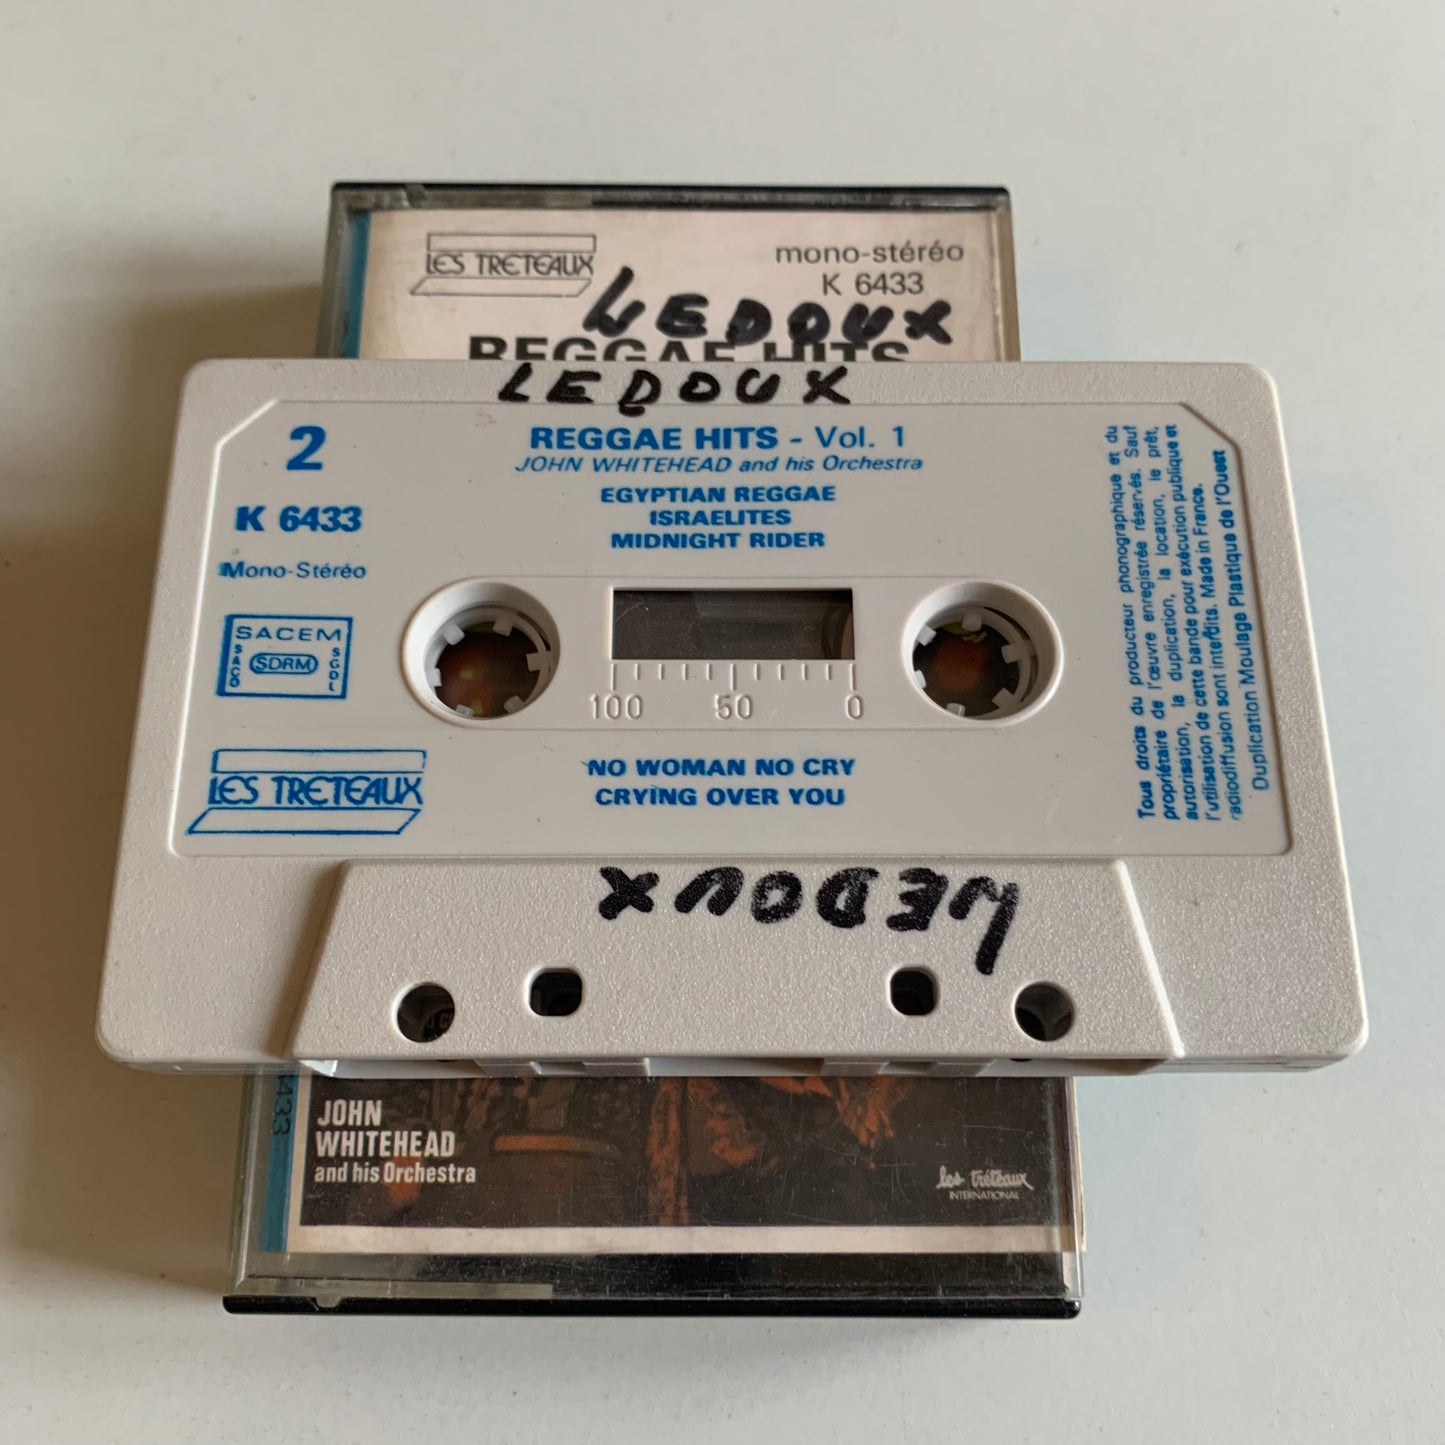 LES TRETEAUX
mono-stéréo
K 6433
LEDOUX
REGGAE HITS
LEDOUX
2
REGGAE HITS - Vol. 1
JOHN WHITEHEAD and his Orchestra
EGYPTIAN REGGAE
ISRAELITES
MIDNIGHT RIDER
K 6433
Mono-Stéréo
SACEM
SACD
SDRM
SGDL
100 50 0
LES TRETEAUX
NO WOMAN NO CRY
CRYING OVER YOU
Tous droits du producteur phonographique et du
propriétaire de l'œuvre enregistrée réservés. Sauf
autorisation, la duplication, la location, le prêt,
l'utilisation de cette bande pour exécution publique et
radiodiffusion sont interdits. Made in France.
Duplication Moulage Plastique de l'Ouest
LEDOUX
6433
JOHN
WHITEHEAD
and his Orchestra
les tréteaux
INTERNATIONAL